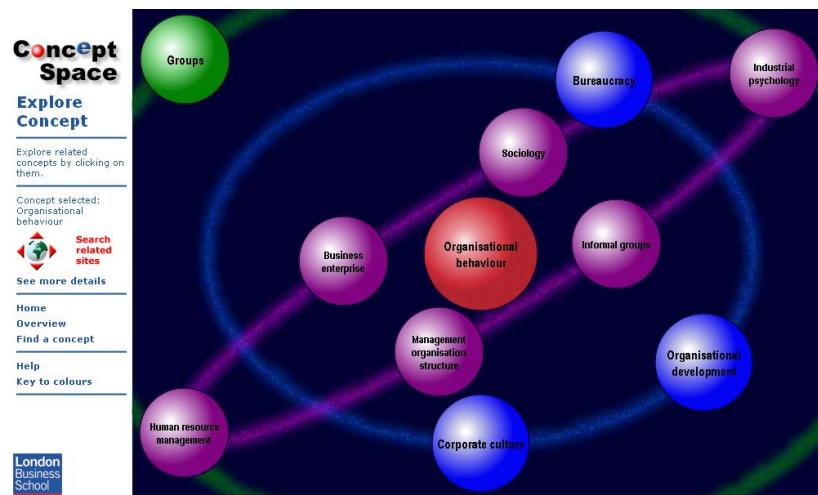 Concept
Space
Explore
Concept
Explore related
concepts by clicking on
them.
Concept selected:
Organisational
behaviour
Search
related
sites
See more details
Home
Overview
Find a concept
Help
Key to colours
London
Business
School
Groups
Bureaucracy
Industrial
psychology
Sociology
Organisational
behaviour
Informal groups
Business
enterprise
Management
organisation
structure
Organisational
development
Human resource
management
Corporate culture